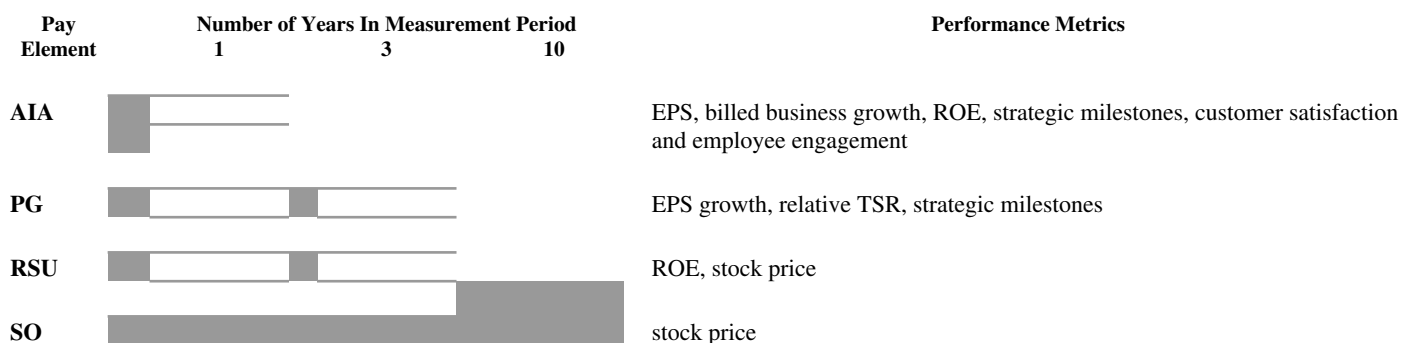 Pay Number of Years In Measurement Period Performance Metrics
Element 1 3 10
AIA EPS, billed business growth, ROE, strategic milestones, customer satisfaction
and employee engagement
PG EPS growth, relative TSR, strategic milestones
RSU ROE, stock price
SO stock price